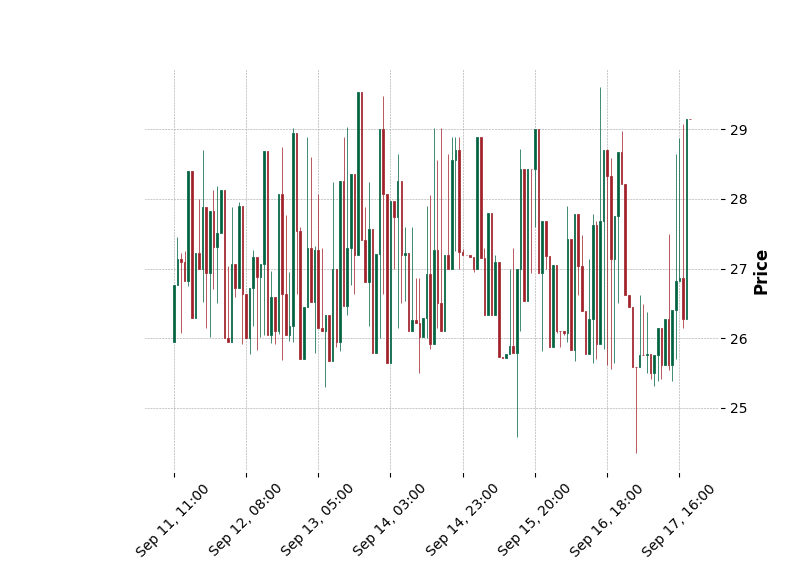 29
28
27
26
25
Price
Sep 11, 11:00
Sep 12, 08:00
Sep 13, 05:00
Sep 14, 03:00
Sep 14, 23:00
Sep 15, 20:00
Sep 16, 18:00
Sep 17, 16:00